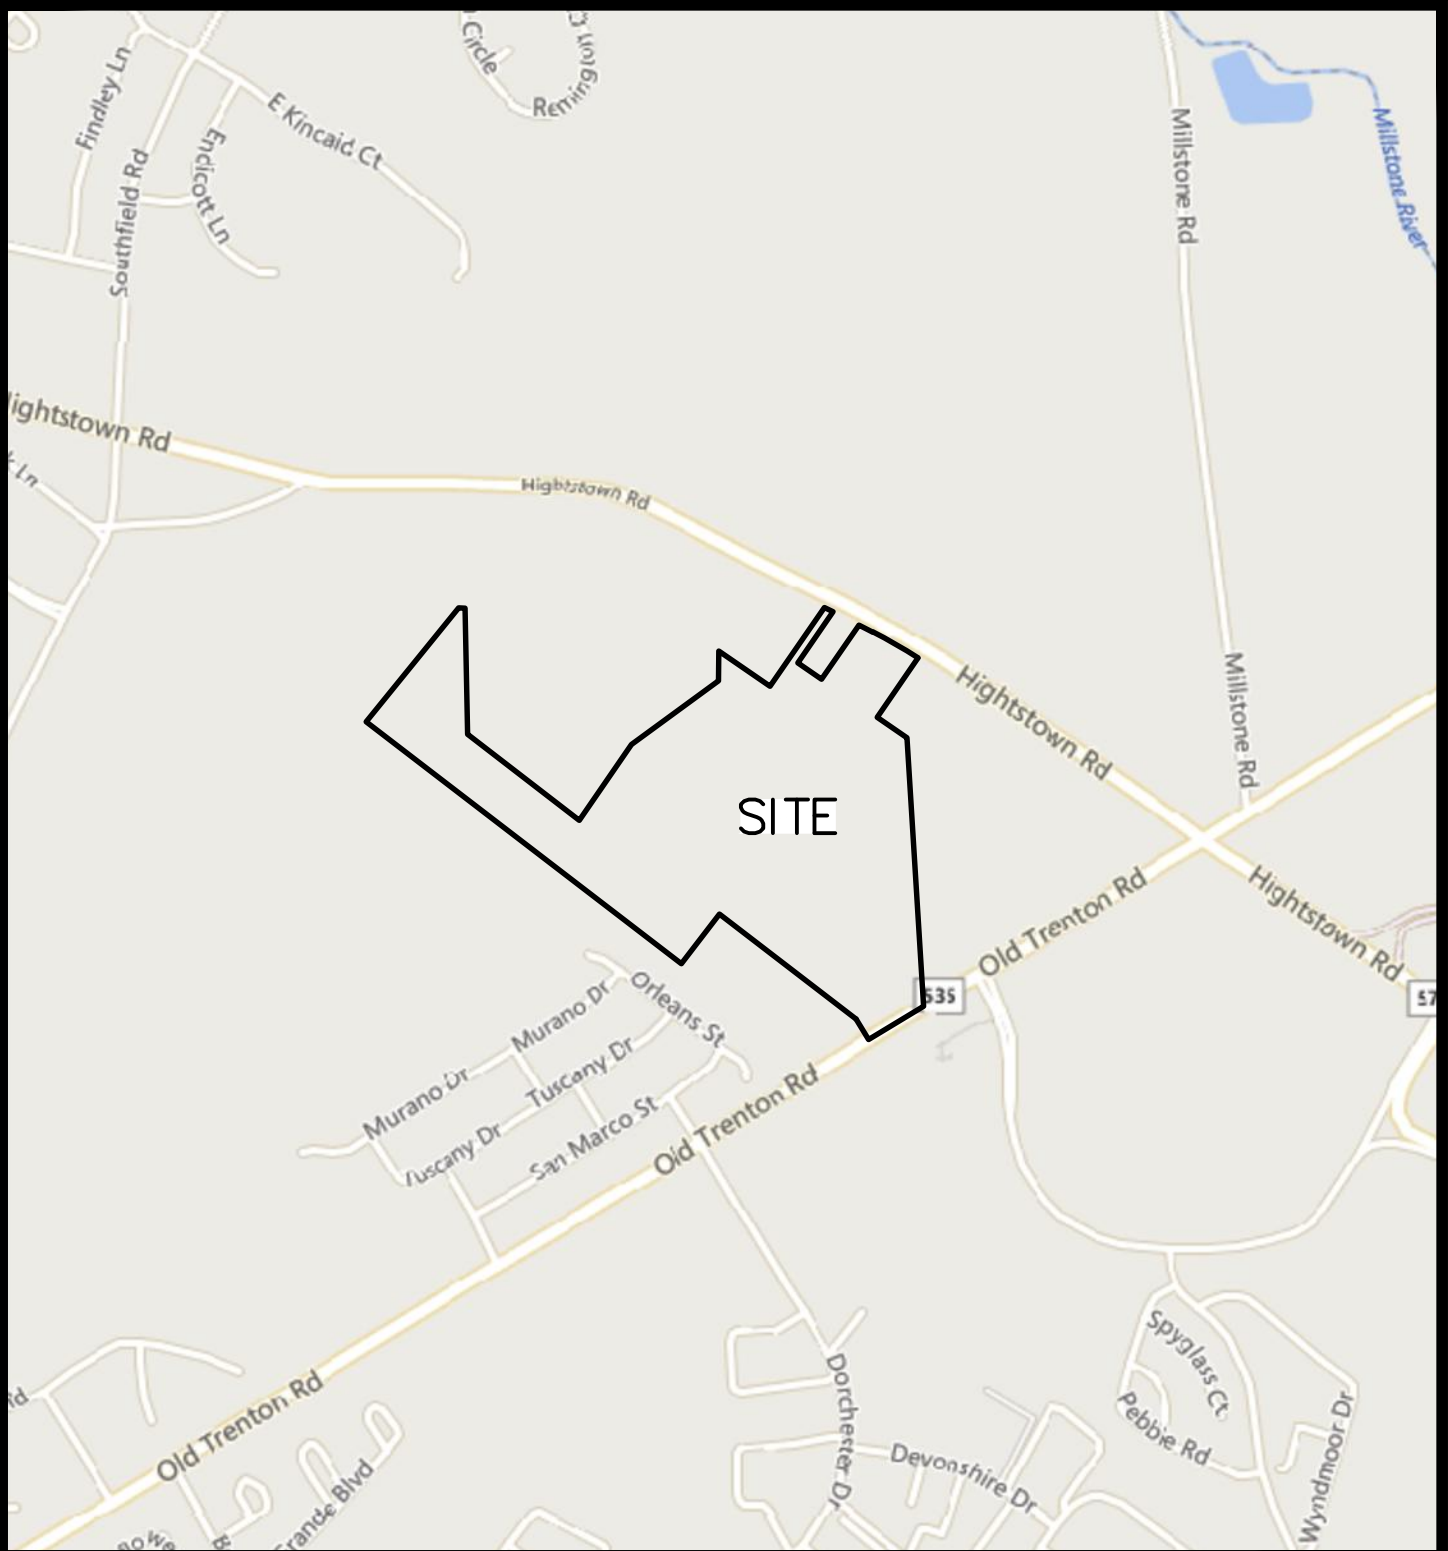 Circle
Remington C
Findley Ln
E Kincaid Ct
Endicott Ln
Southfield Rd
Millstone Rd
Millstone River
Hightstown Rd
Hightstown Rd
Ln
Hightstown Rd
Millstone Rd
SITE
Hightstown Rd
Old Trenton Rd
535
57
Orleans St
Murano Dr
Murano Dr
Tuscany Dr
Tuscany Dr
San Marco St
Old Trenton Rd
Spyglass Ct
Pebble Rd
Wyndmoor Dr
Dorchester Dr
Devonshire Dr
Old Trenton Rd
Grande Blvd